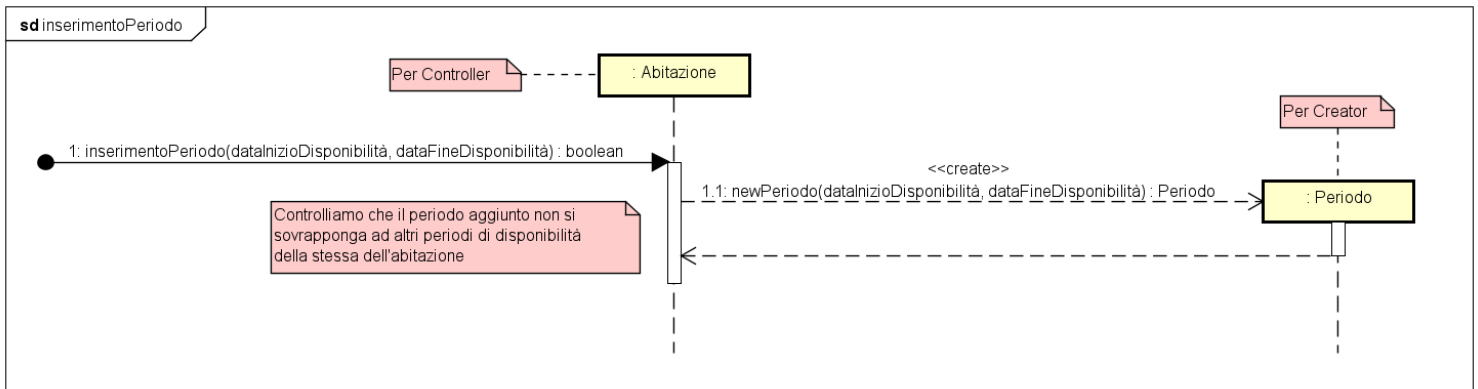 sd inserimentoPeriodo
Per Controller
: Abitazione
Per Creator
1: inserimentoPeriodo(dataInizioDisponibilità, dataFineDisponibilità) : boolean
<<create>>
1.1: newPeriodo(dataInizioDisponibilità, dataFineDisponibilità) : Periodo
: Periodo
Controlliamo che il periodo aggiunto non si
sovrapponga ad altri periodi di disponibilità
della stessa dell'abitazione